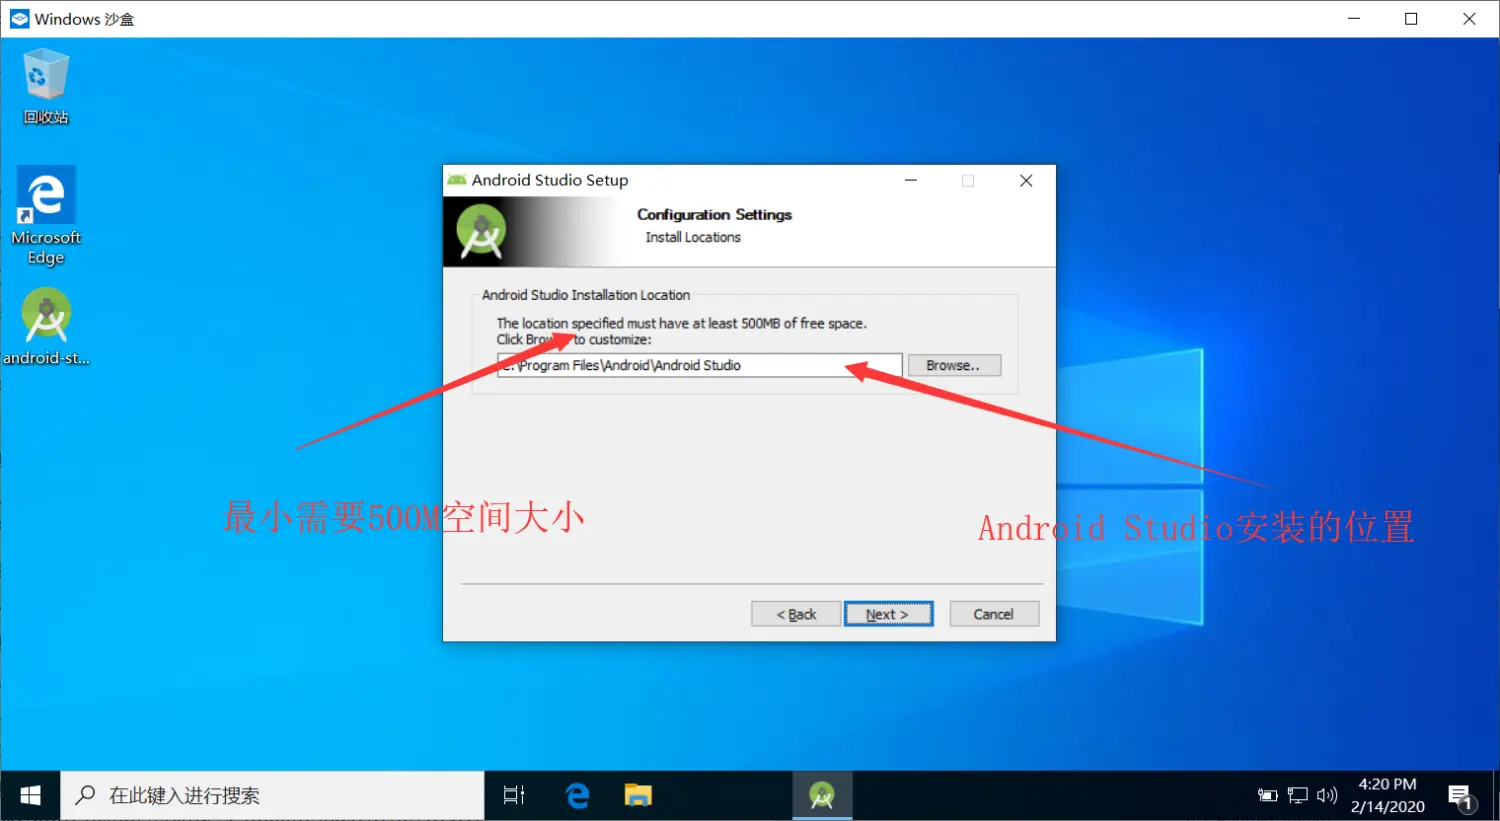 Windows 沙盒
回收站
Microsoft
Edge
android-st...
Android Studio Setup
Configuration Settings
Install Locations
Android Studio Installation Location
The location specified must have at least 500MB of free space.
Click Browse to customize:
C:\Program Files\Android\Android Studio
Browse..
最小需要500M空间大小
Android Studio安装的位置
< Back
Next >
Cancel
在此键入进行搜索
4:20 PM
2/14/2020
1